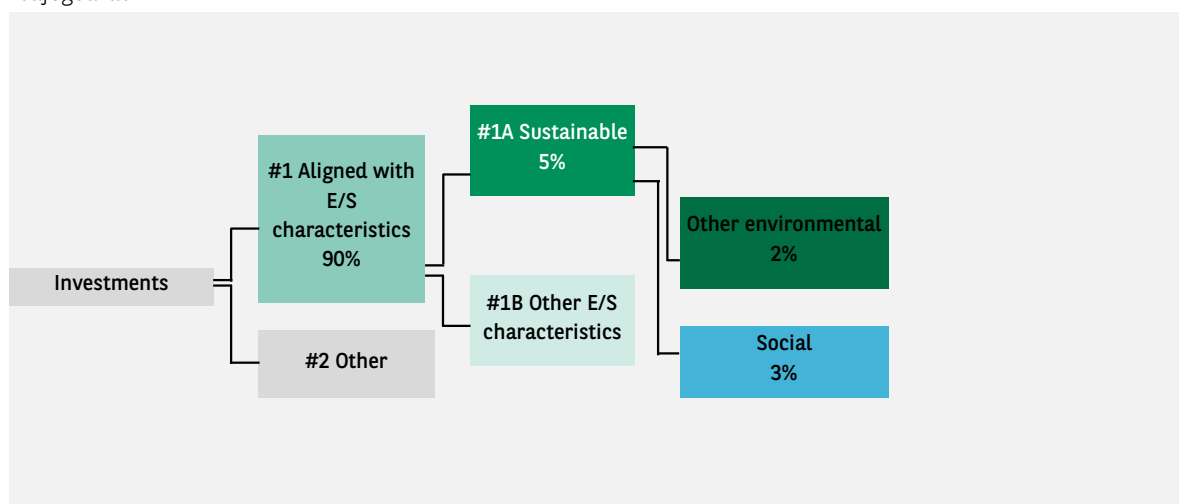 #1A Sustainable
5%
#1 Aligned with
E/S
characteristics
90%
Other environmental
2%
Investments
#1B Other E/S
characteristics
#2 Other
Social
3%